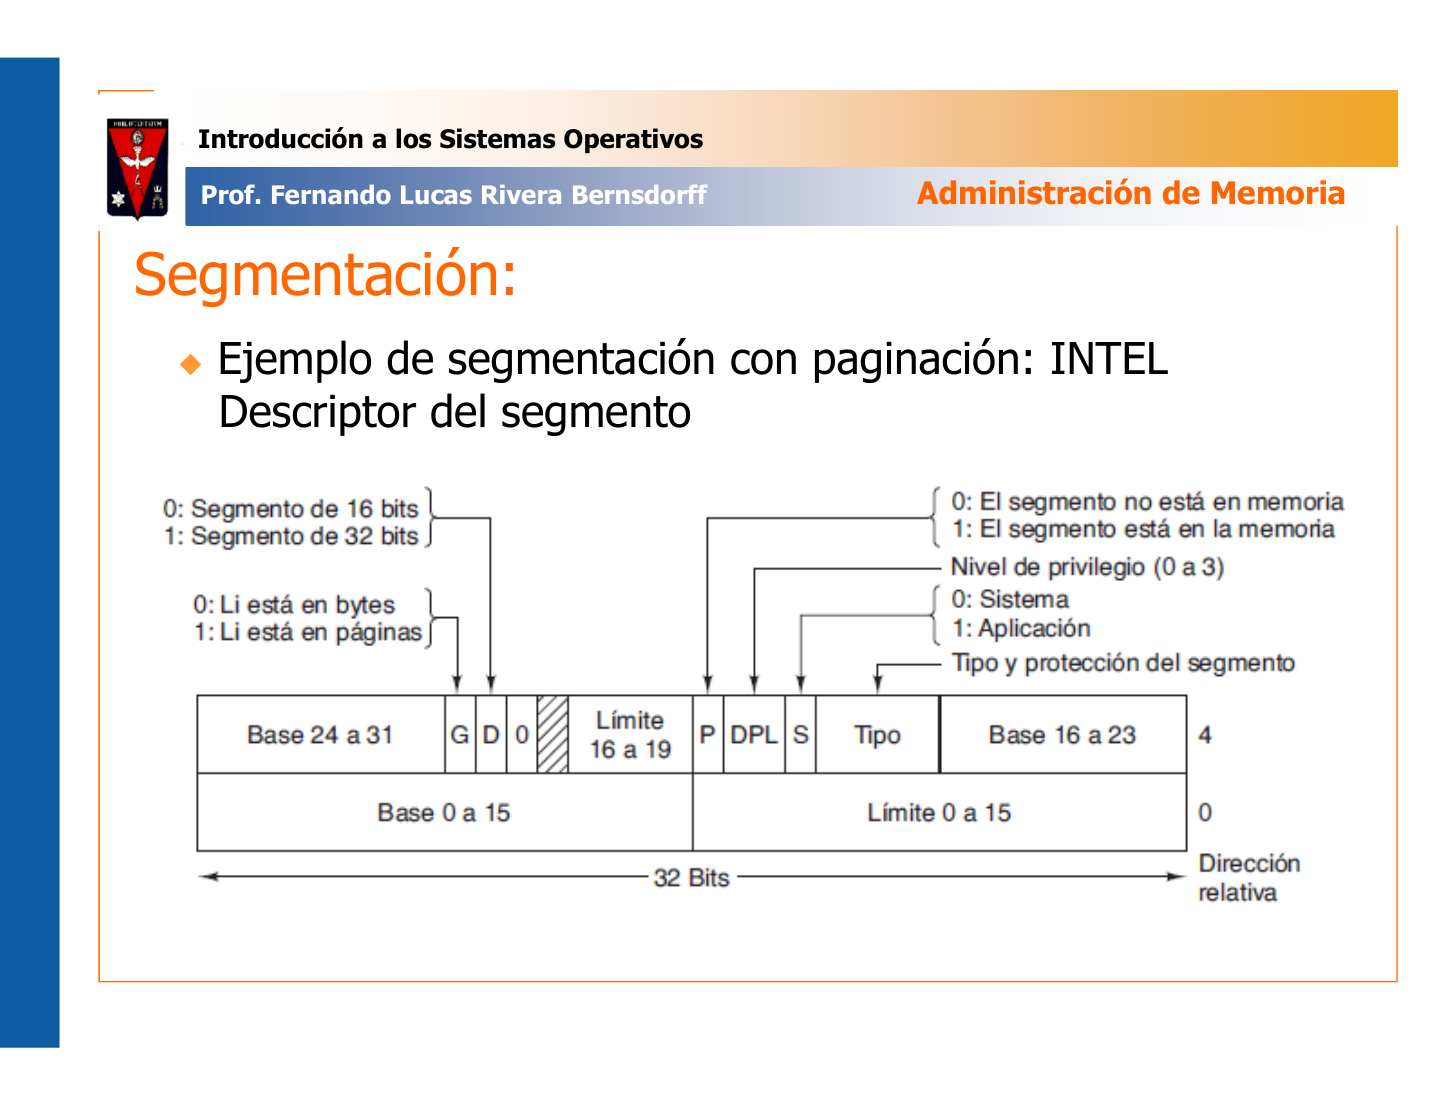 Introducción a los Sistemas Operativos
Prof. Fernando Lucas Rivera Bernsdorff
Administración de Memoria
Segmentación:
Ejemplo de segmentación con paginación: INTEL
Descriptor del segmento
0: Segmento de 16 bits
1: Segmento de 32 bits
0: Li está en bytes
1: Li está en páginas
0: El segmento no está en memoria
1: El segmento está en la memoria
Nivel de privilegio (0 a 3)
0: Sistema
1: Aplicación
Tipo y protección del segmento
Base 24 a 31 G D 0 Límite 16 a 19 P DPL S Tipo Base 16 a 23 4
Base 0 a 15 Límite 0 a 15 0
32 Bits
Dirección
relativa